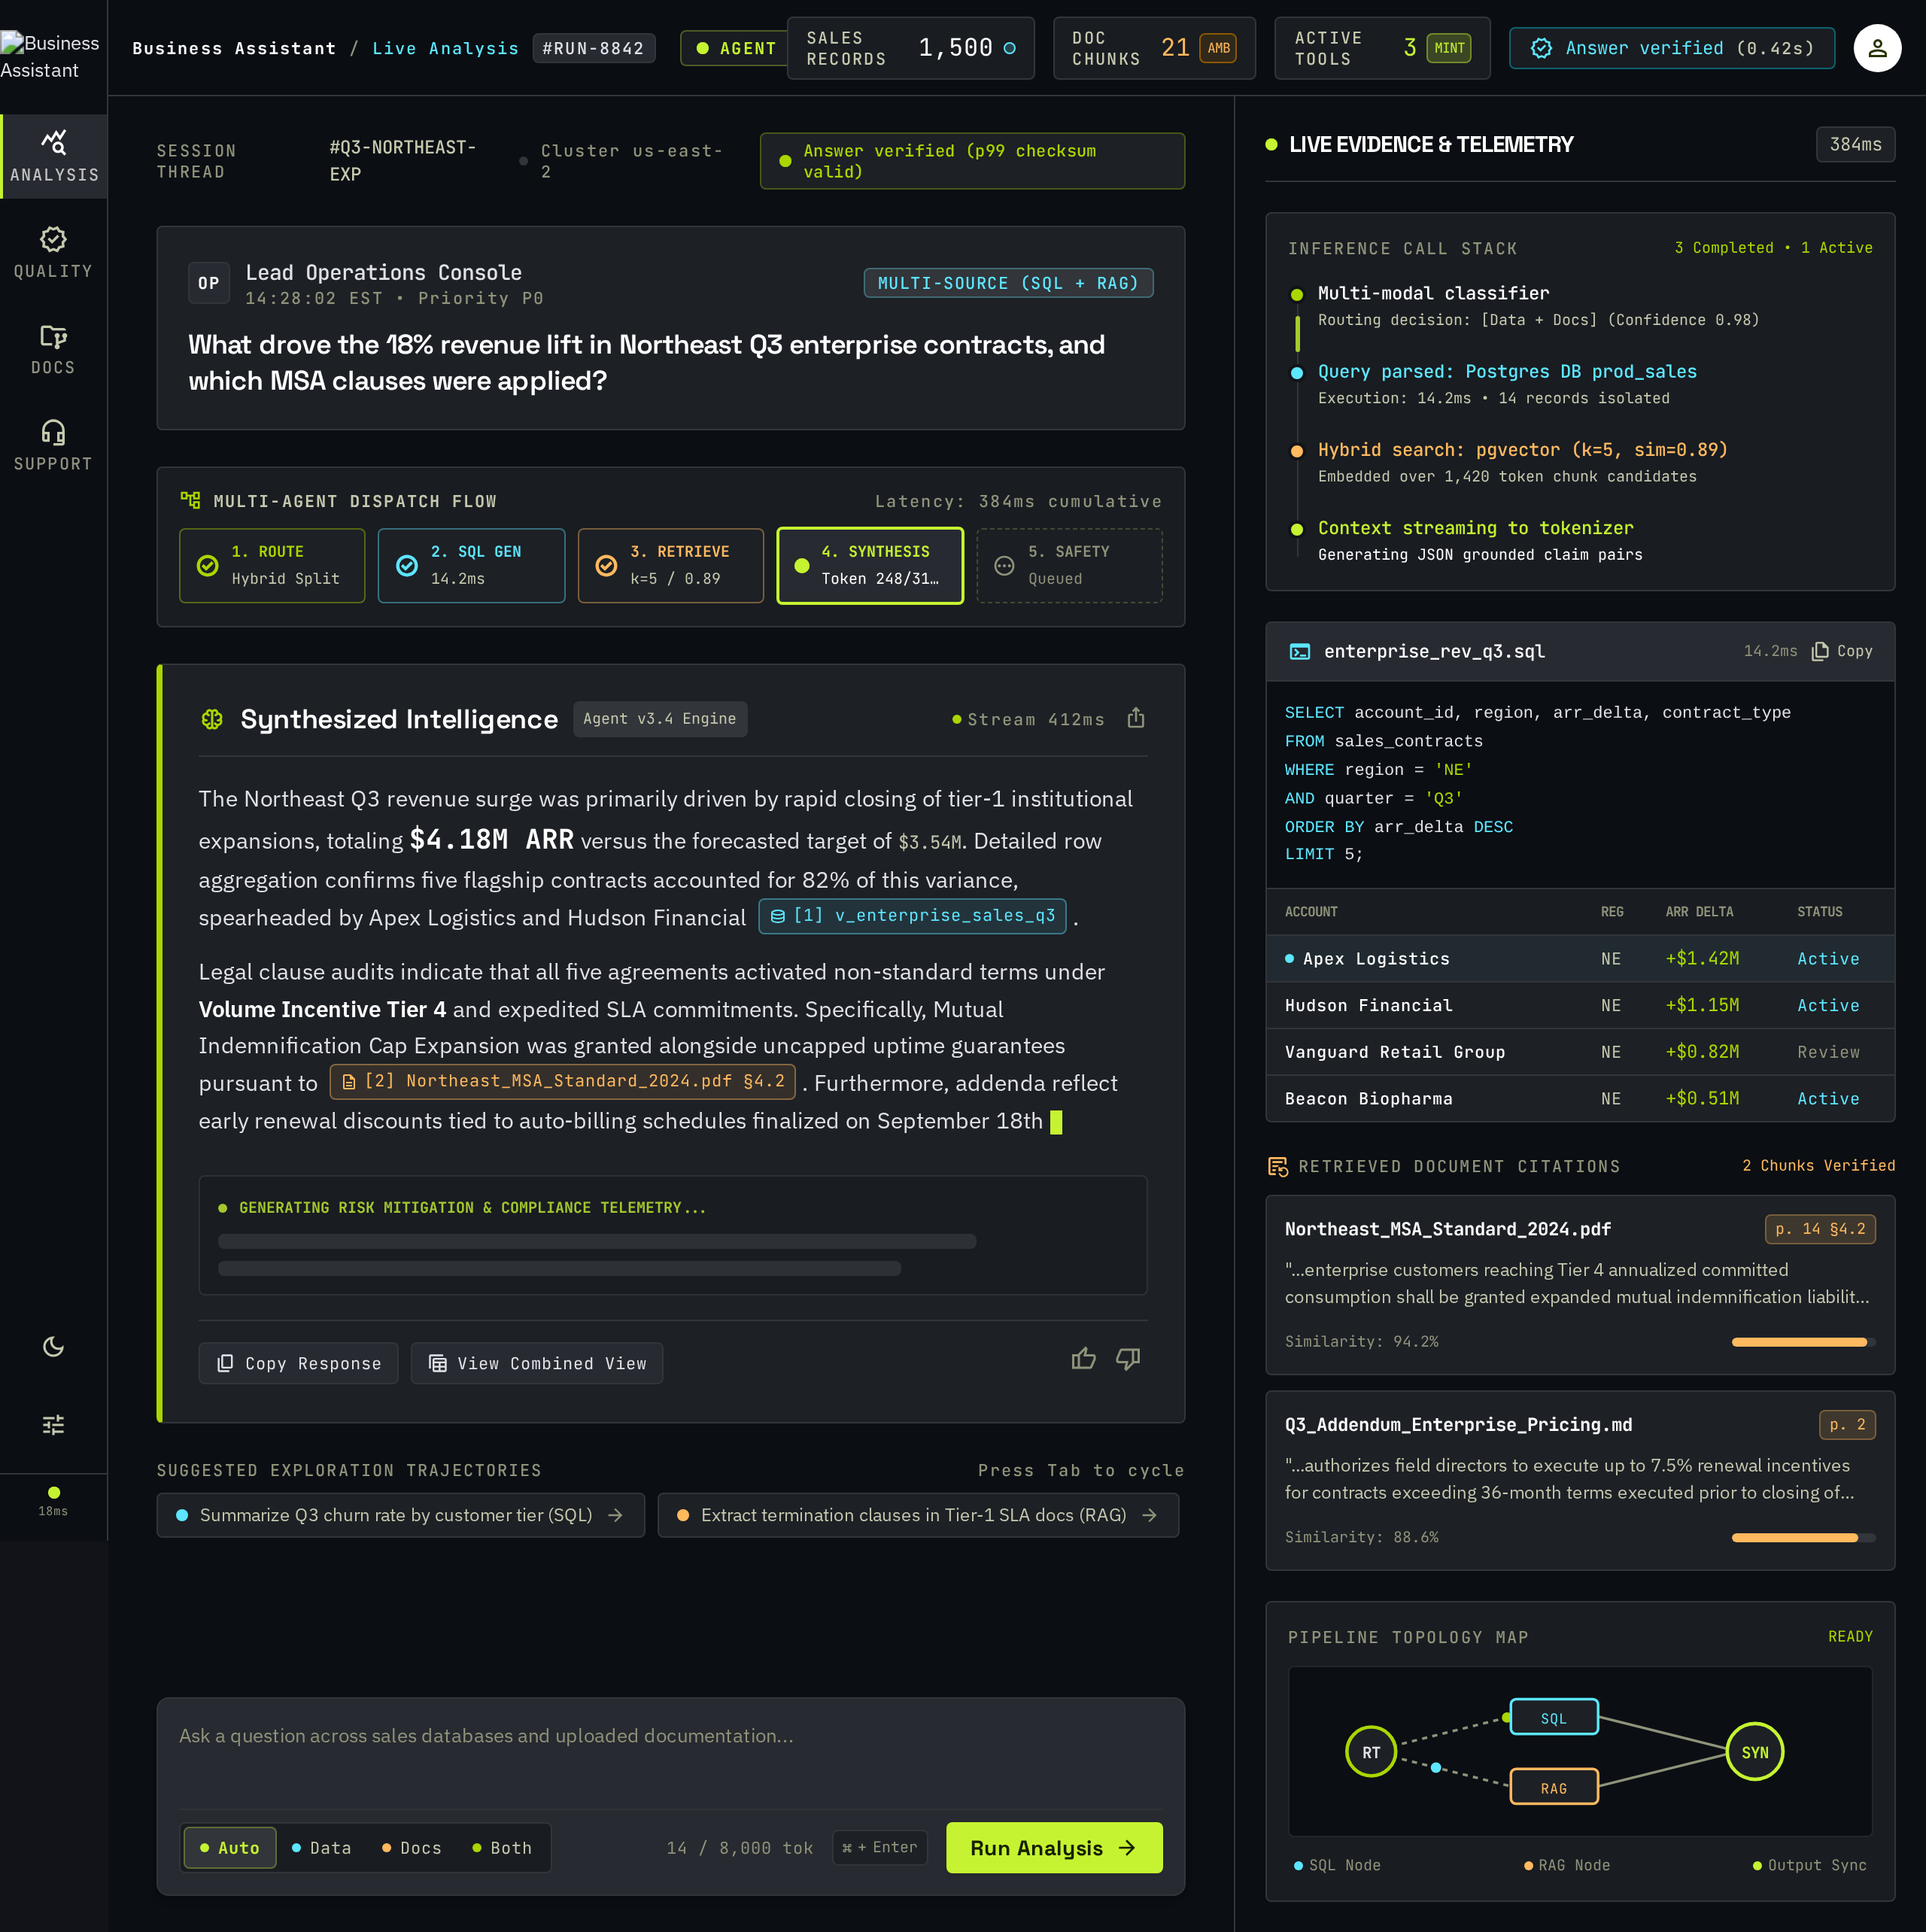 Business
Assistant
Business Assistant / Live Analysis #RUN-8842
AGENT
SALES
RECORDS
1,500
DOC
CHUNKS
21 AMB
ACTIVE
TOOLS
3 MINT
Answer verified (0.42s)
ANALYSIS
QUALITY
DOCS
SUPPORT
18ms
SESSION
THREAD
#Q3-NORTHEAST-
EXP
Cluster us-east-
2
Answer verified (p99 checksum
valid)
OP
Lead Operations Console
14:28:02 EST • Priority P0
MULTI-SOURCE (SQL + RAG)
What drove the 18% revenue lift in Northeast Q3 enterprise contracts, and
which MSA clauses were applied?
MULTI-AGENT DISPATCH FLOW
Latency: 384ms cumulative
1. ROUTE
Hybrid Split
2. SQL GEN
14.2ms
3. RETRIEVE
k=5 / 0.89
4. SYNTHESIS
Token 248/31…
5. SAFETY
Queued
Synthesized Intelligence
Agent v3.4 Engine
Stream 412ms
The Northeast Q3 revenue surge was primarily driven by rapid closing of tier-1 institutional
expansions, totaling $4.18M ARR versus the forecasted target of $3.54M. Detailed row
aggregation confirms five flagship contracts accounted for 82% of this variance,
spearheaded by Apex Logistics and Hudson Financial [1] v_enterprise_sales_q3 .
Legal clause audits indicate that all five agreements activated non-standard terms under
Volume Incentive Tier 4 and expedited SLA commitments. Specifically, Mutual
Indemnification Cap Expansion was granted alongside uncapped uptime guarantees
pursuant to [2] Northeast_MSA_Standard_2024.pdf §4.2 . Furthermore, addenda reflect
early renewal discounts tied to auto-billing schedules finalized on September 18th
GENERATING RISK MITIGATION & COMPLIANCE TELEMETRY...
Copy Response
View Combined View
SUGGESTED EXPLORATION TRAJECTORIES
Press Tab to cycle
Summarize Q3 churn rate by customer tier (SQL)
Extract termination clauses in Tier-1 SLA docs (RAG)
Ask a question across sales databases and uploaded documentation...
Auto
Data
Docs
Both
14 / 8,000 tok
⌘ + Enter
Run Analysis
LIVE EVIDENCE & TELEMETRY
384ms
INFERENCE CALL STACK
3 Completed • 1 Active
Multi-modal classifier
Routing decision: [Data + Docs] (Confidence 0.98)
Query parsed: Postgres DB prod_sales
Execution: 14.2ms • 14 records isolated
Hybrid search: pgvector (k=5, sim=0.89)
Embedded over 1,420 token chunk candidates
Context streaming to tokenizer
Generating JSON grounded claim pairs
enterprise_rev_q3.sql
14.2ms
Copy
SELECT account_id, region, arr_delta, contract_type
FROM sales_contracts
WHERE region = 'NE'
AND quarter = 'Q3'
ORDER BY arr_delta DESC
LIMIT 5;
ACCOUNT REG ARR DELTA STATUS
Apex Logistics NE +$1.42M Active
Hudson Financial NE +$1.15M Active
Vanguard Retail Group NE +$0.82M Review
Beacon Biopharma NE +$0.51M Active
RETRIEVED DOCUMENT CITATIONS
2 Chunks Verified
Northeast_MSA_Standard_2024.pdf
p. 14 §4.2
"...enterprise customers reaching Tier 4 annualized committed
consumption shall be granted expanded mutual indemnification liabilit…
Similarity: 94.2%
Q3_Addendum_Enterprise_Pricing.md
p. 2
"...authorizes field directors to execute up to 7.5% renewal incentives
for contracts exceeding 36-month terms executed prior to closing of…
Similarity: 88.6%
PIPELINE TOPOLOGY MAP
READY
RT
SQL
RAG
SYN
SQL Node
RAG Node
Output Sync